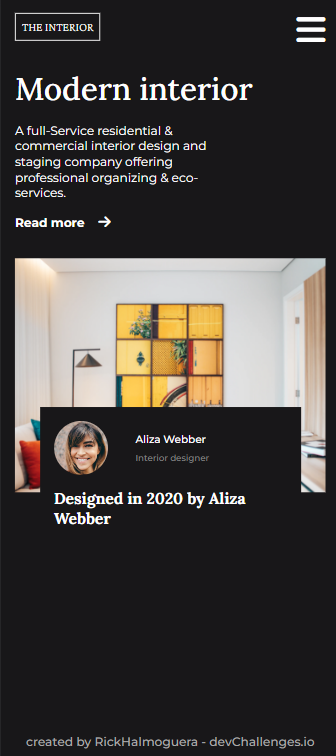 THE INTERIOR
Modern interior
A full-Service residential &
commercial interior design and
staging company offering
professional organizing & eco-
services.
Read more
Aliza Webber
Interior designer
Designed in 2020 by Aliza
Webber
created by RickHalmoguera - devChallenges.io